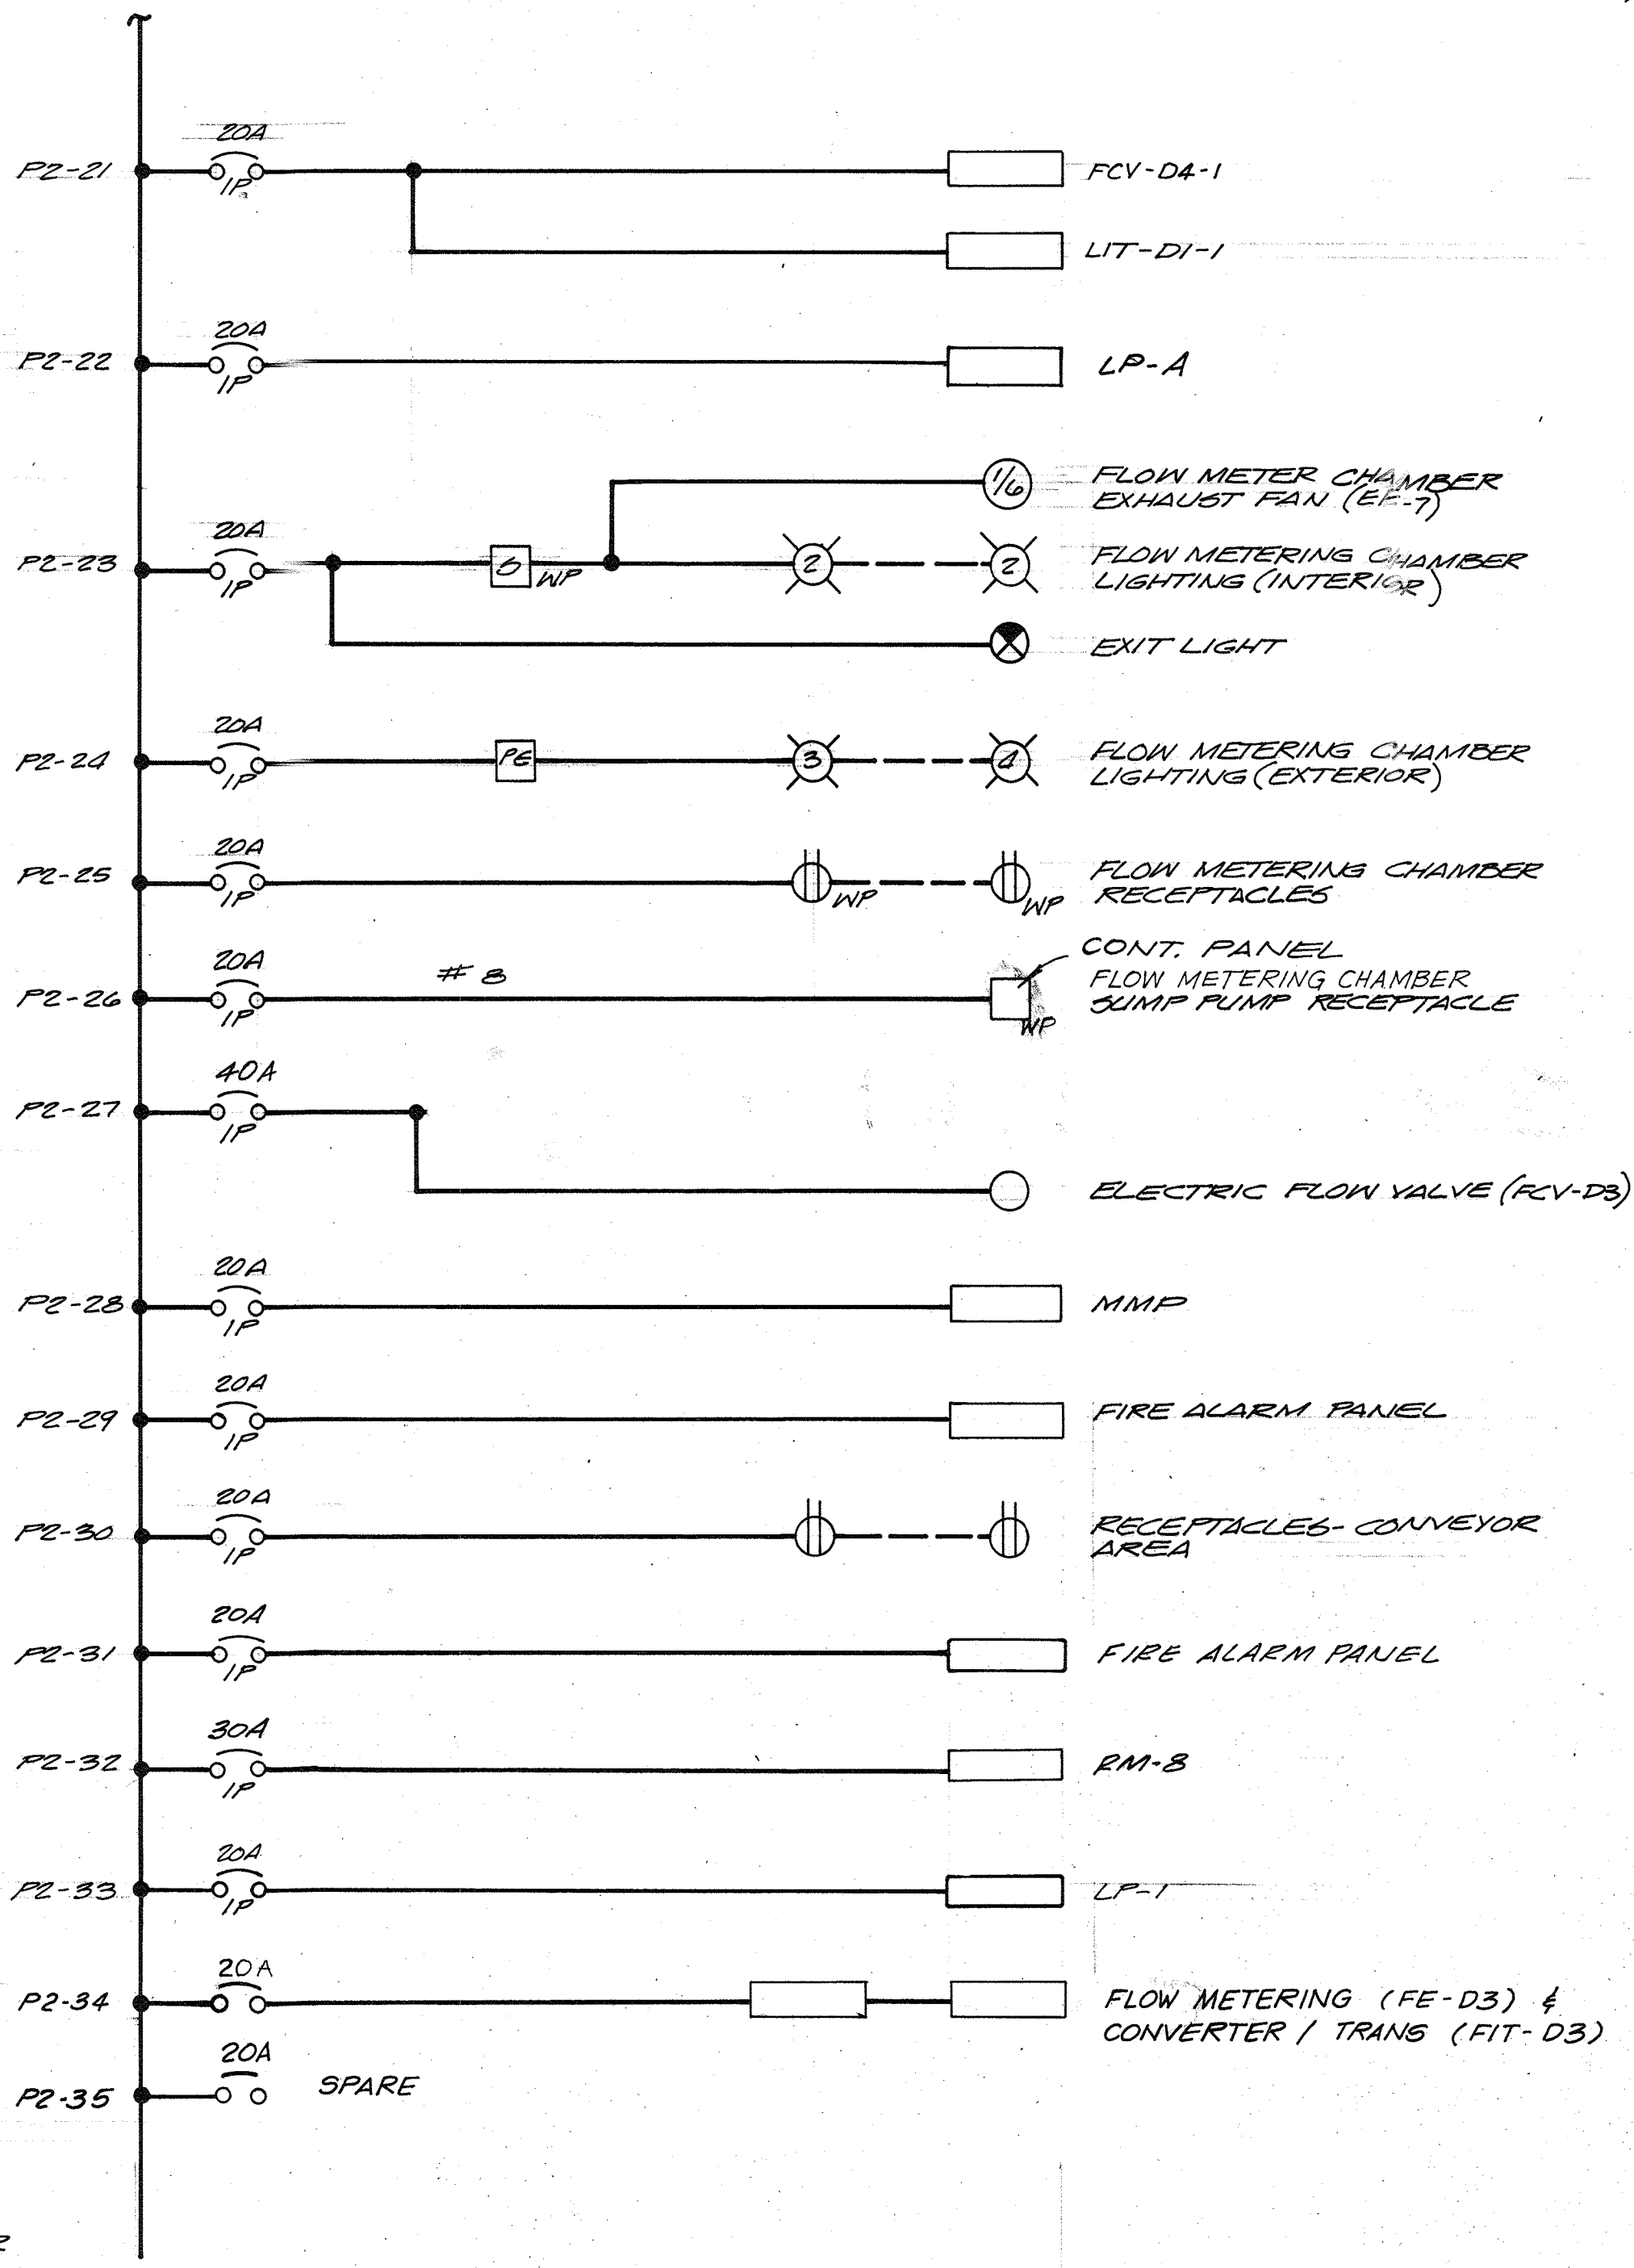 20A
P2-21
1P
FCV-D4-1
LIT-D1-1
20A
P2-22
1P
LP-A
1/6
FLOW METER CHAMBER
EXHAUST FAN (EF-7)
20A
P2-23
1P
S
WP
2
2
FLOW METERING CHAMBER
LIGHTING (INTERIOR)
EXIT LIGHT
20A
P2-24
1P
PE
3
4
FLOW METERING CHAMBER
LIGHTING (EXTERIOR)
20A
P2-25
1P
WP
WP
FLOW METERING CHAMBER
RECEPTACLES
20A
P2-26
1P
# 8
CONT. PANEL
FLOW METERING CHAMBER
SUMP PUMP RECEPTACLE
WP
40A
P2-27
1P
ELECTRIC FLOW VALVE (FCV-D3)
20A
P2-28
1P
MMP
20A
P2-29
1P
FIRE ALARM PANEL
20A
P2-30
1P
RECEPTACLES-CONVEYOR
AREA
20A
P2-31
1P
FIRE ALARM PANEL
30A
P2-32
1P
RM-8
20A
P2-33
1P
LP-1
20A
P2-34
FLOW METERING (FE-D3) &
CONVERTER / TRANS (FIT-D3)
20A
P2-35
SPARE